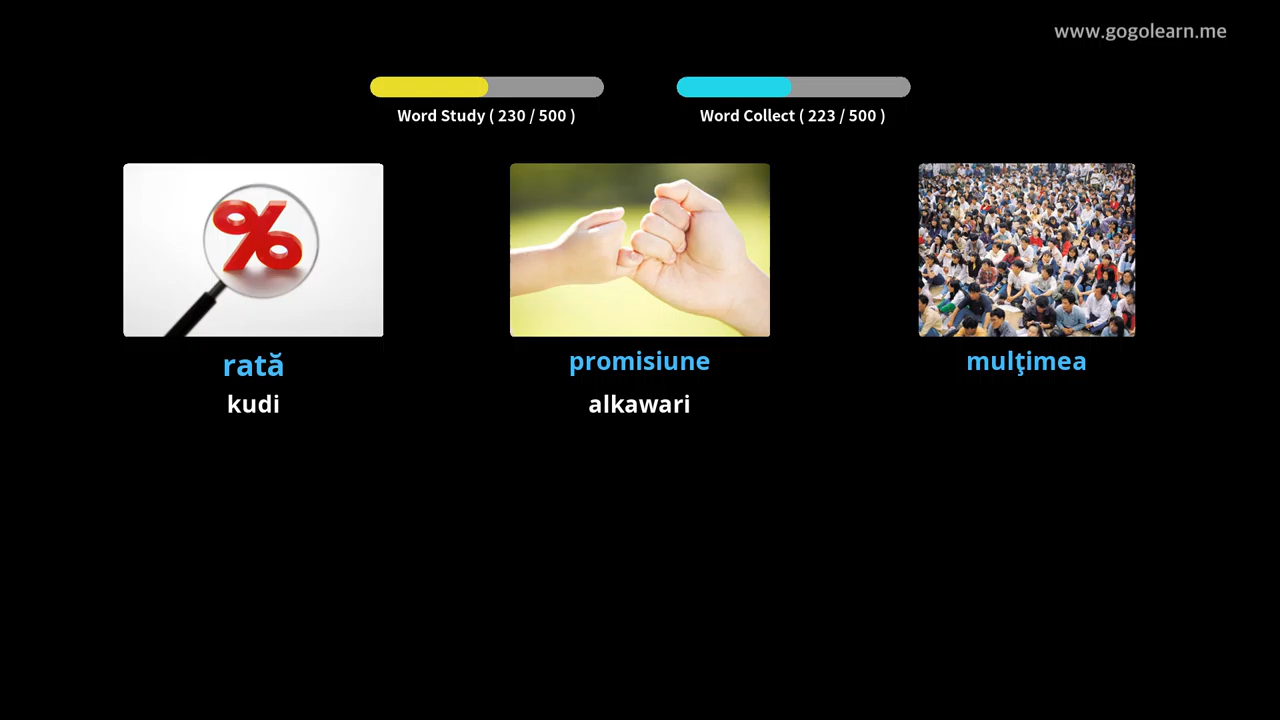 www.gogolearn.me
Word Study ( 230 / 500 )
Word Collect ( 223 / 500 )
%
rată
promisiune
mulţimea
kudi
alkawari